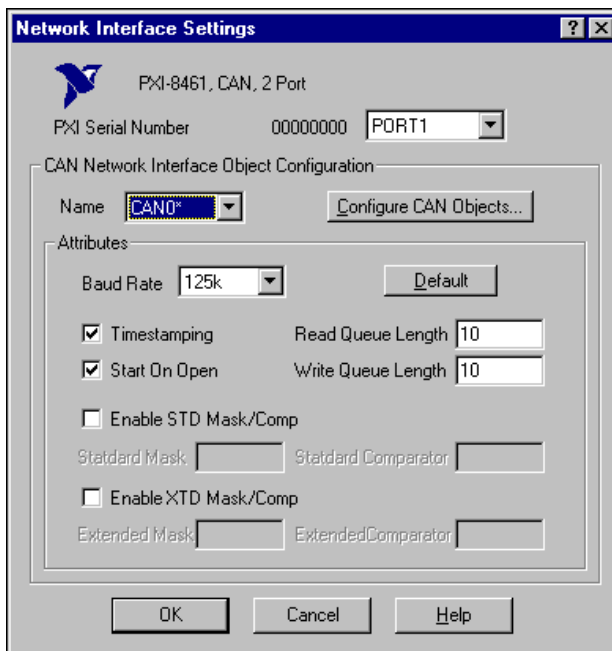 Network Interface Settings
PXI-8461, CAN, 2 Port
PXI Serial Number 00000000 PORT1
CAN Network Interface Object Configuration
Name CAN0* Configure CAN Objects...
Attributes
Baud Rate 125k Default
Timestamping Read Queue Length 10
Start On Open Write Queue Length 10
Enable STD Mask/Comp
Statdard Mask Statdard Comparator
Enable XTD Mask/Comp
Extended Mask ExtendedComparator
OK Cancel Help